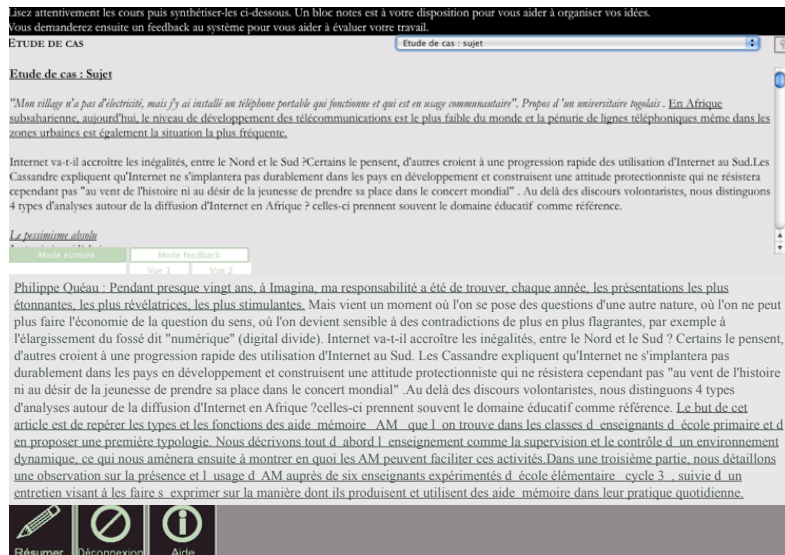 Lisez attentivement les cours puis synthétiser-les ci-dessous. Un bloc notes est à votre disposition pour vous aider à organiser vos idées.
Vous demanderez ensuite un feedback au système pour vous aider à évaluer votre travail.
ETUDE DE CAS
Etude de cas : sujet
Etude de cas : Sujet
"Mon village n'a pas d'électricité, mais j'y ai installé un téléphone portable qui fonctionne et qui est en usage communautaire". Propos d 'un universitaire togolais . En Afrique
subsaharienne, aujourd'hui, le niveau de développement des télécommunications est le plus faible du monde et la pénurie de lignes téléphoniques même dans les
zones urbaines est également la situation la plus fréquente.
Internet va-t-il accroître les inégalités, entre le Nord et le Sud ?Certains le pensent, d'autres croient à une progression rapide des utilisation d'Internet au Sud.Les
Cassandre expliquent qu'Internet ne s'implantera pas durablement dans les pays en développement et construisent une attitude protectionniste qui ne résistera
cependant pas "au vent de l'histoire ni au désir de la jeunesse de prendre sa place dans le concert mondial" . Au delà des discours volontaristes, nous distinguons
4 types d'analyses autour de la diffusion d'Internet en Afrique ? celles-ci prennent souvent le domaine éducatif comme référence.
Le pessimisme absolu
Mode écriture
Mode feedback
Vue 1
Vue 2
Philippe Quéau : Pendant presque vingt ans, à Imagina, ma responsabilité a été de trouver, chaque année, les présentations les plus
étonnantes, les plus révélatrices, les plus stimulantes. Mais vient un moment où l'on se pose des questions d'une autre nature, où l'on ne peut
plus faire l'économie de la question du sens, où l'on devient sensible à des contradictions de plus en plus flagrantes, par exemple à
l'élargissement du fossé dit "numérique" (digital divide). Internet va-t-il accroître les inégalités, entre le Nord et le Sud ? Certains le pensent,
d'autres croient à une progression rapide des utilisation d'Internet au Sud. Les Cassandre expliquent qu'Internet ne s'implantera pas
durablement dans les pays en développement et construisent une attitude protectionniste qui ne résistera cependant pas "au vent de l'histoire
ni au désir de la jeunesse de prendre sa place dans le concert mondial" .Au delà des discours volontaristes, nous distinguons 4 types
d'analyses autour de la diffusion d'Internet en Afrique ?celles-ci prennent souvent le domaine éducatif comme référence. Le but de cet
article est de repérer les types et les fonctions des aide mémoire AM que l on trouve dans les classes d enseignants d école primaire et d
en proposer une première typologie. Nous décrivons tout d abord l enseignement comme la supervision et le contrôle d un environnement
dynamique, ce qui nous amènera ensuite à montrer en quoi les AM peuvent faciliter ces activités.Dans une troisième partie, nous détaillons
une observation sur la présence et l usage d AM auprès de six enseignants expérimentés d école élémentaire cycle 3 , suivie d un
entretien visant à les faire s exprimer sur la manière dont ils produisent et utilisent des aide mémoire dans leur pratique quotidienne.
Résumer
Déconnexion
Aide